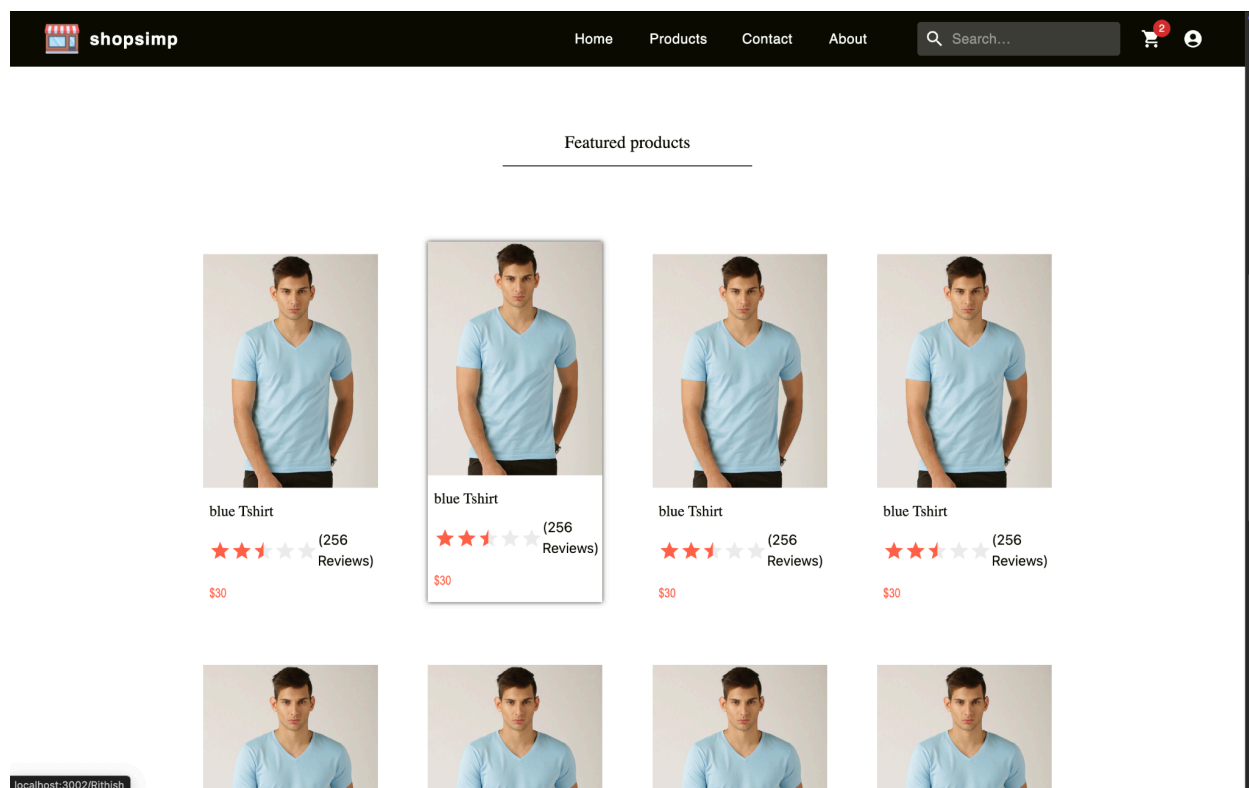 shopsimp
Home Products Contact About Search... 2
Featured products
blue Tshirt
(256
Reviews)
$30
blue Tshirt
(256
Reviews)
$30
blue Tshirt
(256
Reviews)
$30
blue Tshirt
(256
Reviews)
$30
localhost:3002/Rithish